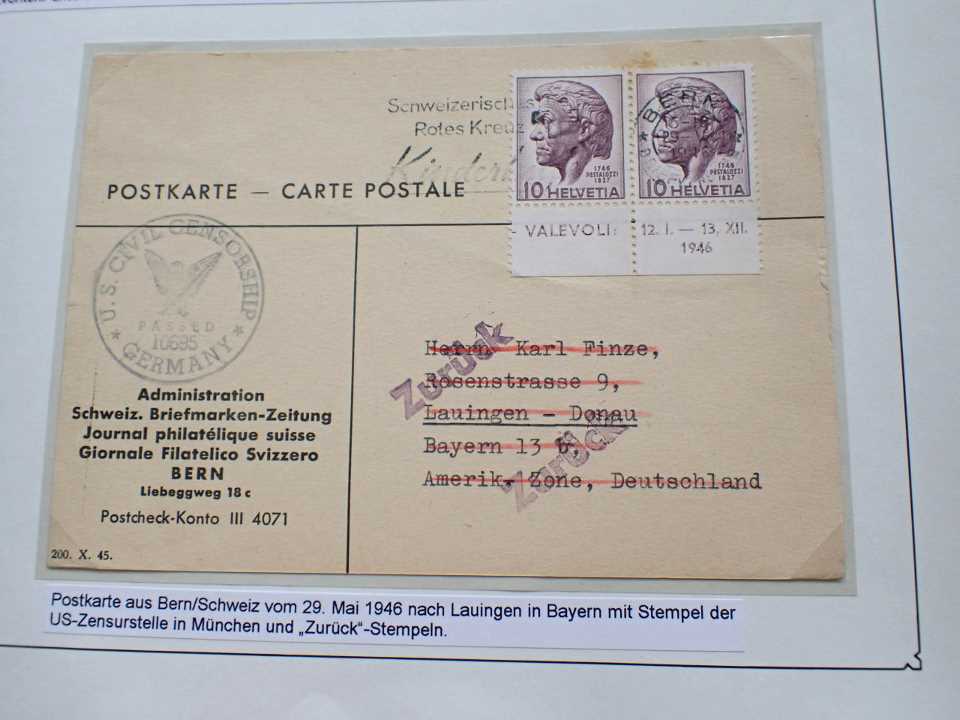 Schweizerisches
Rotes Kreuz
POSTKARTE — CARTE POSTALE
1746
PESTALOZZI
1827
10 HELVETIA
1746
PESTALOZZI
1827
10 HELVETIA
BERN
- VALEVOLI: 12. I. — 13. XII.
1946
U.S. CIVIL CENSORSHIP
PASSED
10695
GERMANY
Administration
Schweiz. Briefmarken-Zeitung
Journal philatélique suisse
Giornale Filatelico Svizzero
BERN
Liebeggweg 18 c
Postcheck-Konto III 4071
200. X. 45.
Herrn Karl Finze,
Rosenstrasse 9,
Lauingen - Donau
Bayern 13 b,
Amerik- Zone, Deutschland
Zurück
Zurück
Postkarte aus Bern/Schweiz vom 29. Mai 1946 nach Lauingen in Bayern mit Stempel der
US-Zensurstelle in München und „Zurück“-Stempeln.